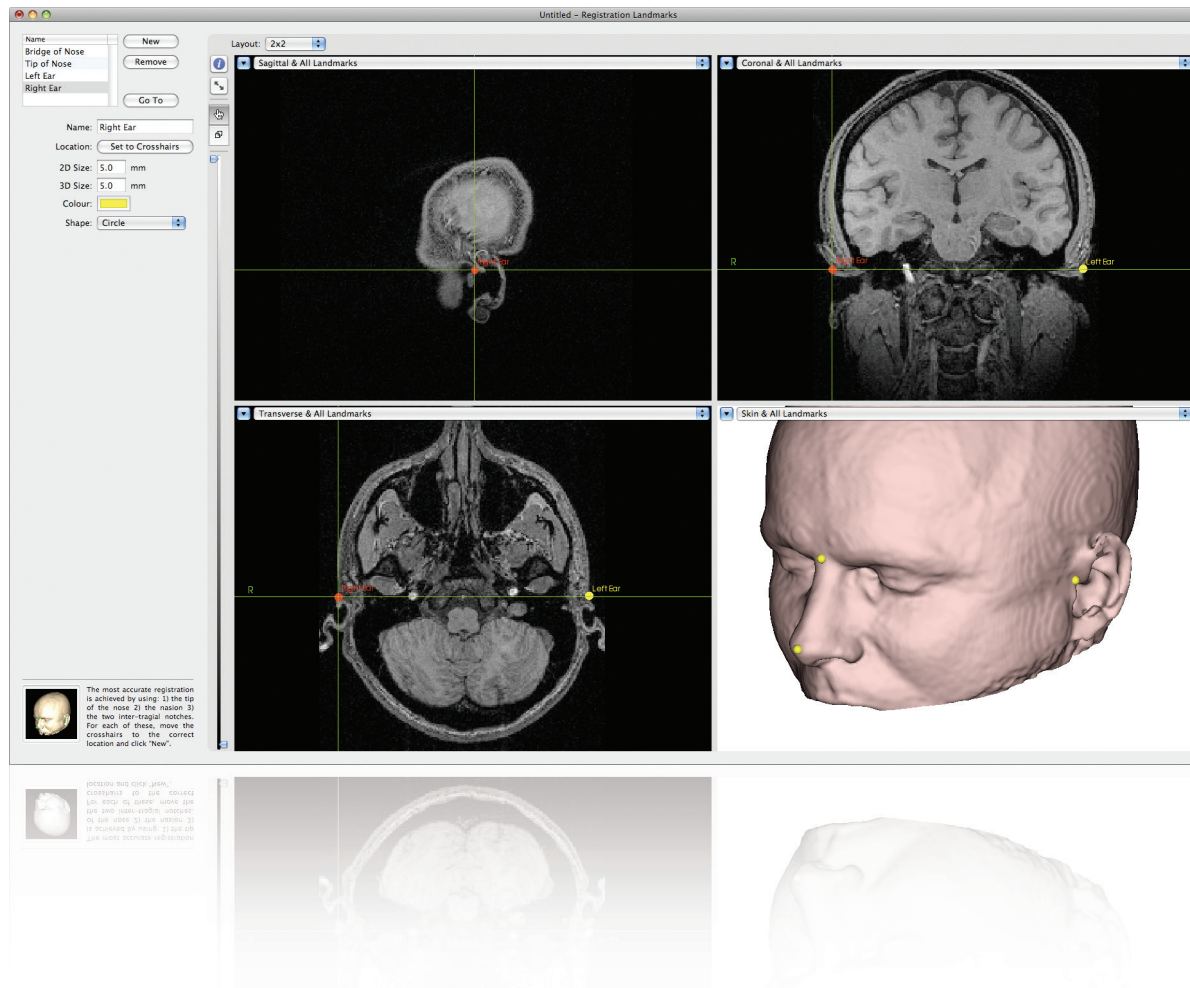 Untitled – Registration Landmarks
Name
Bridge of Nose
Tip of Nose
Left Ear
Right Ear
New
Remove
Go To
Name: Right Ear
Location: Set to Crosshairs
2D Size: 5.0 mm
3D Size: 5.0 mm
Colour:
Shape: Circle
The most accurate registration
is achieved by using: 1) the tip
of the nose 2) the nasion 3)
the two inter-tragial notches.
For each of these, move the
crosshairs to the correct
location and click "New".
Layout: 2x2
Sagittal & All Landmarks
Right Ear
Coronal & All Landmarks
R
Right Ear
Left Ear
Transverse & All Landmarks
R
Right Ear
Left Ear
Skin & All Landmarks